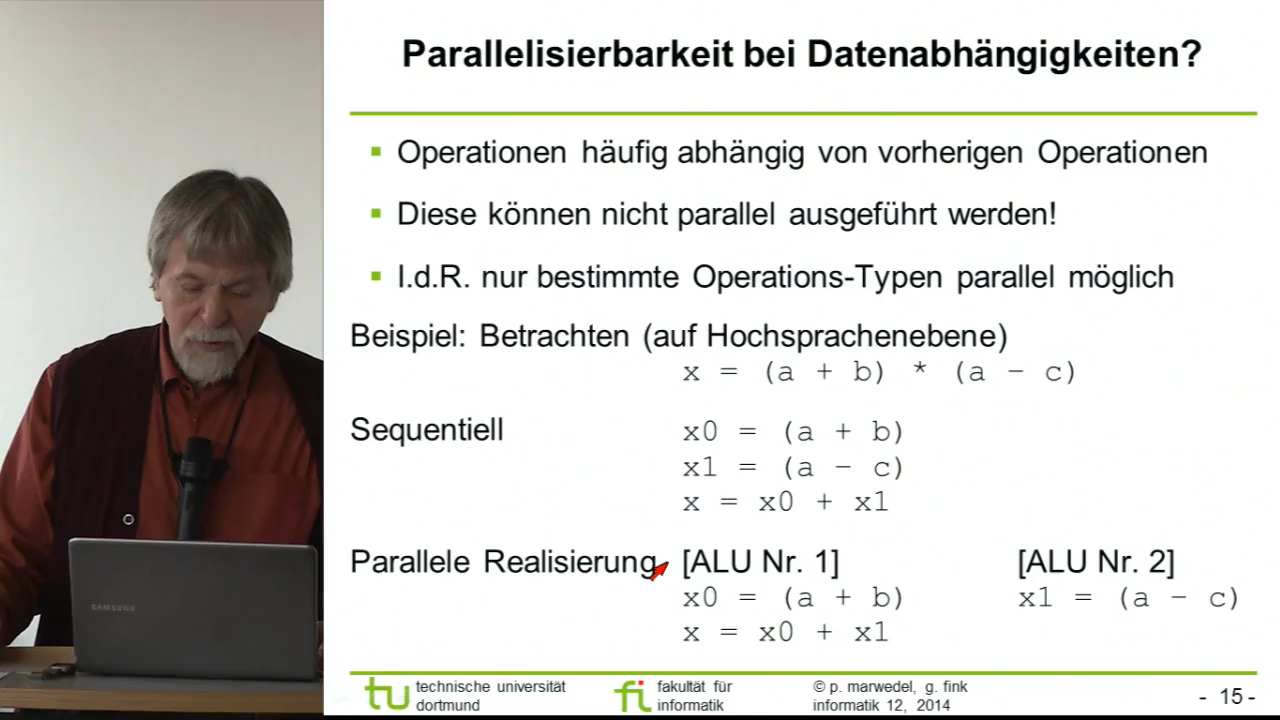 Parallelisierbarkeit bei Datenabhängigkeiten?
▪ Operationen häufig abhängig von vorherigen Operationen
▪ Diese können nicht parallel ausgeführt werden!
▪ I.d.R. nur bestimmte Operations-Typen parallel möglich
Beispiel: Betrachten (auf Hochsprachenebene)
x = (a + b) * (a - c)
Sequentiell x0 = (a + b)
x1 = (a - c)
x = x0 + x1
Parallele Realisierung [ALU Nr. 1] [ALU Nr. 2]
x0 = (a + b) x1 = (a - c)
x = x0 + x1
SAMSUNG
tu technische universität dortmund
fi fakultät für informatik
© p. marwedel, g. fink
informatik 12, 2014
- 15 -